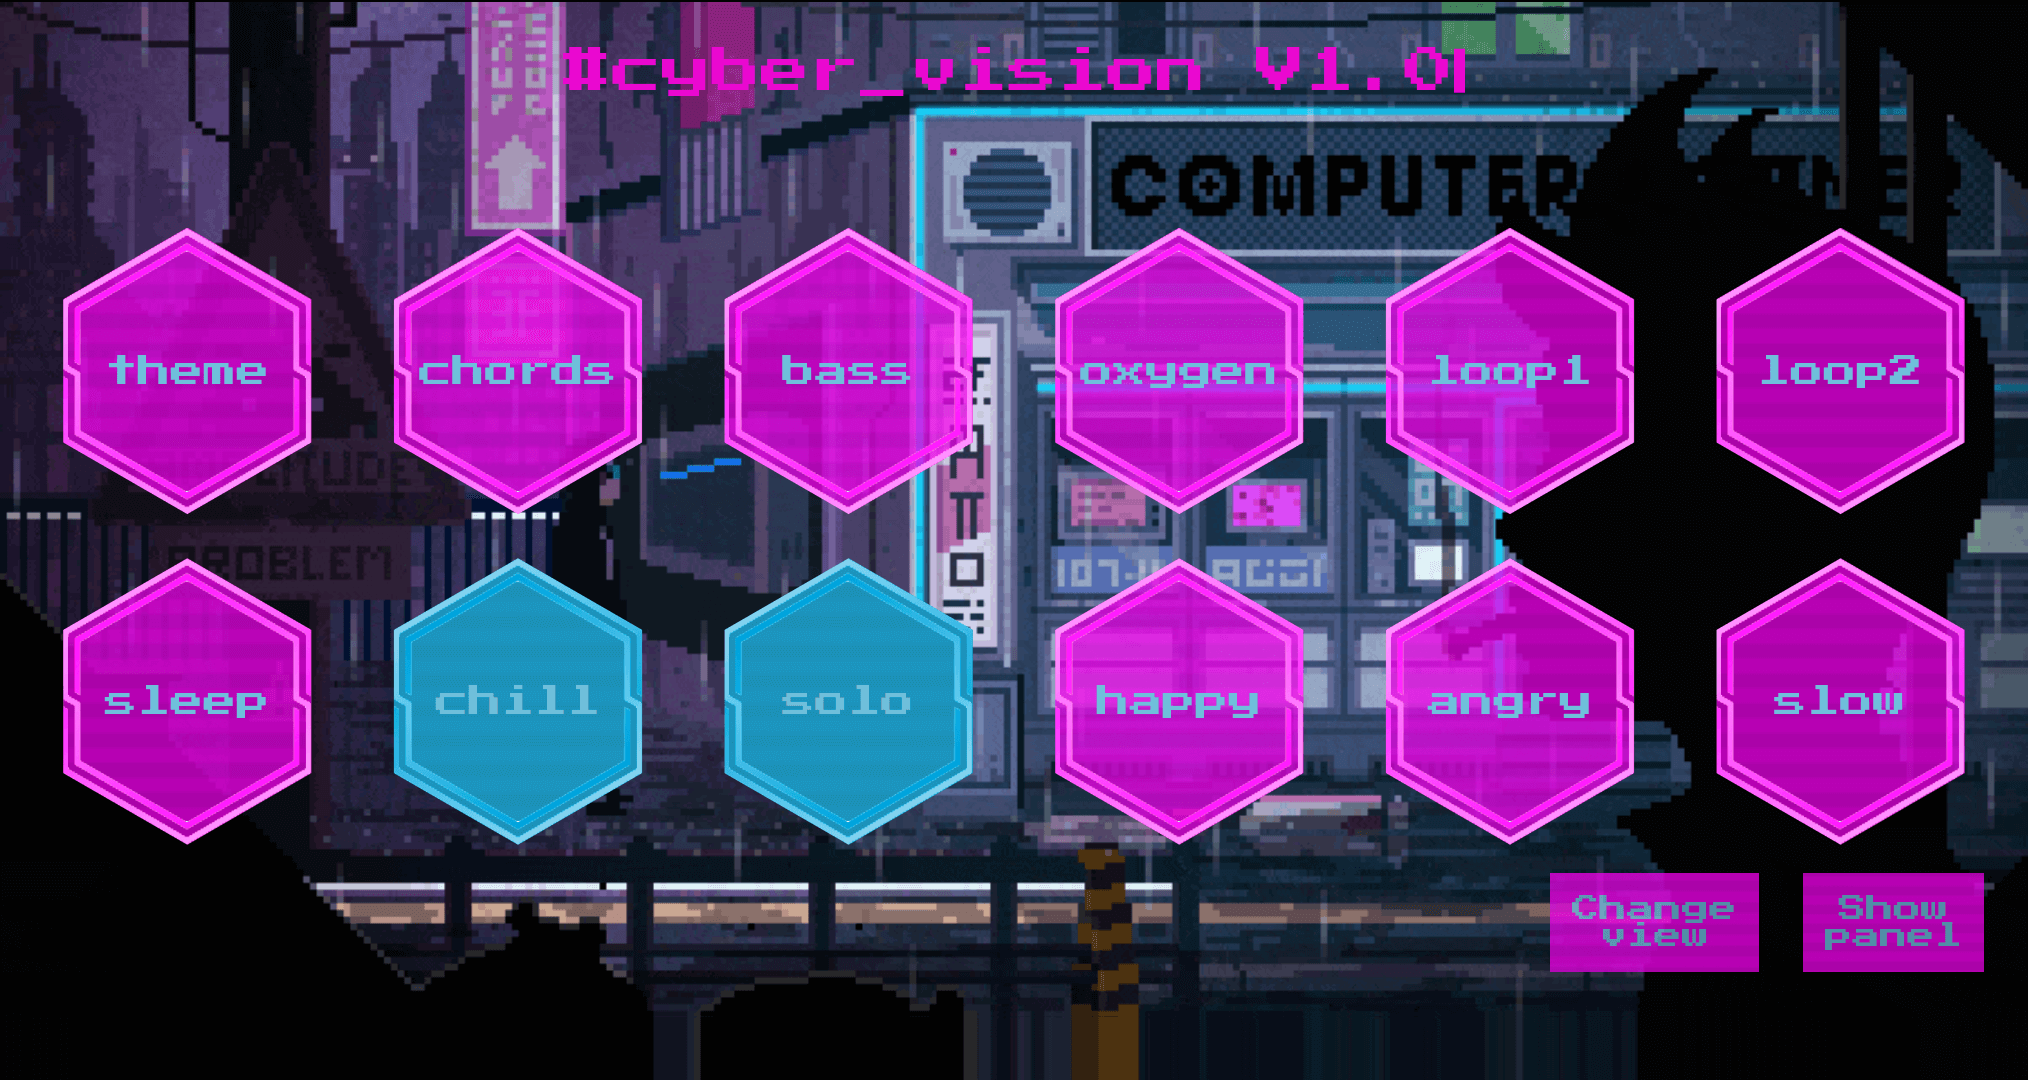 #cyber_vision V1.0
COMPUTER
theme
chords
bass
oxygen
loop1
loop2
PROBLEM
sleep
chill
solo
happy
angry
slow
Change
view
Show
panel